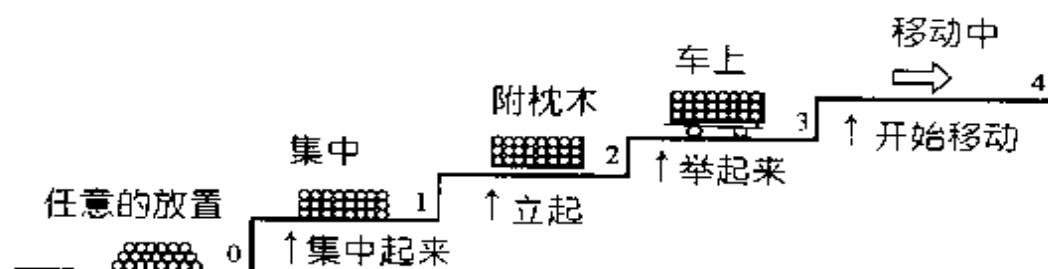 移动中
4
车上
3
↑ 开始移动
附枕木
2
↑ 举起来
集中
1
↑ 立起
任意的放置
0
↑ 集中起来